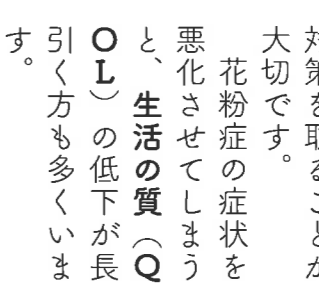 対策を取ることが
大切です。
花粉症の症状を
悪化させてしまう
と、生活の質（Q
OL）の低下が長
引く方も多くいま
す。